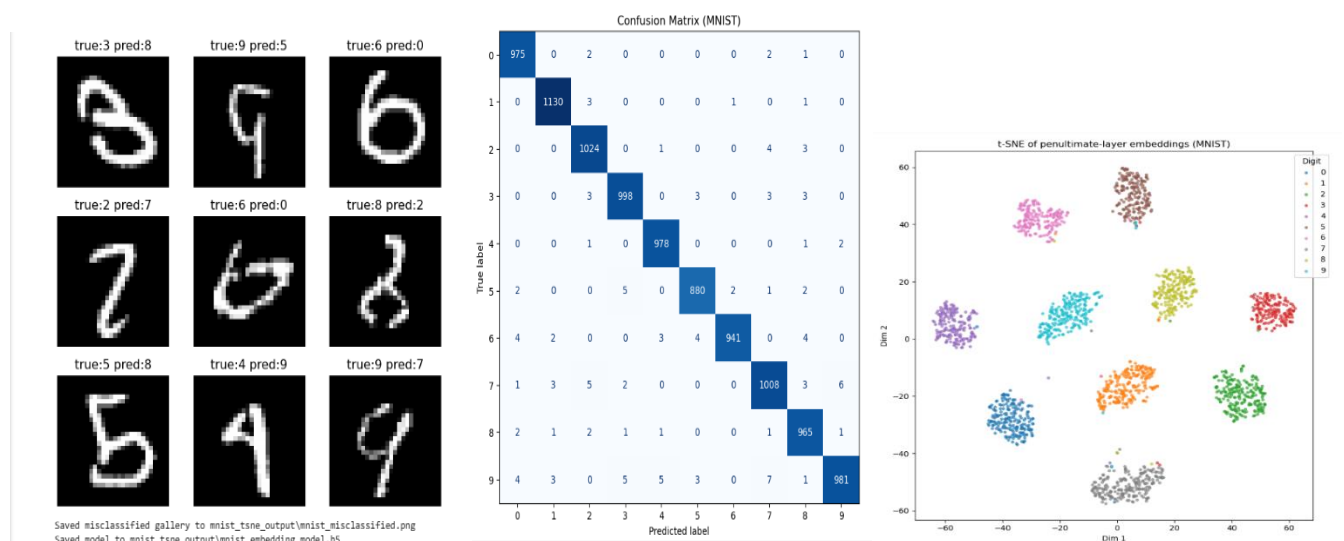 true:3 pred:8 true:9 pred:5 true:6 pred:0
true:2 pred:7 true:6 pred:0 true:8 pred:2
true:5 pred:8 true:4 pred:9 true:9 pred:7
Saved misclassified gallery to mnist_tsne_output\mnist_misclassified.png
Saved model to mnist_tsne_output\mnist_embedding_model.h5
Confusion Matrix (MNIST)
True label
0 975 0 2 0 0 0 0 2 1 0
1 0 1130 3 0 0 0 1 0 1 0
2 0 0 1024 0 1 0 0 4 3 0
3 0 0 3 998 0 3 0 3 3 0
4 0 0 1 0 978 0 0 0 1 2
5 2 0 0 5 0 880 2 1 2 0
6 4 2 0 0 3 4 941 0 4 0
7 1 3 5 2 0 0 0 1008 3 6
8 2 1 2 1 1 0 0 1 965 1
9 4 3 0 5 5 3 0 7 1 981
0 1 2 3 4 5 6 7 8 9
Predicted label
t-SNE of penultimate-layer embeddings (MNIST)
Digit
0
1
2
3
4
5
6
7
8
9
Dim 2
60
40
20
0
−20
−40
−60
−60 −40 −20 0 20 40 60
Dim 1